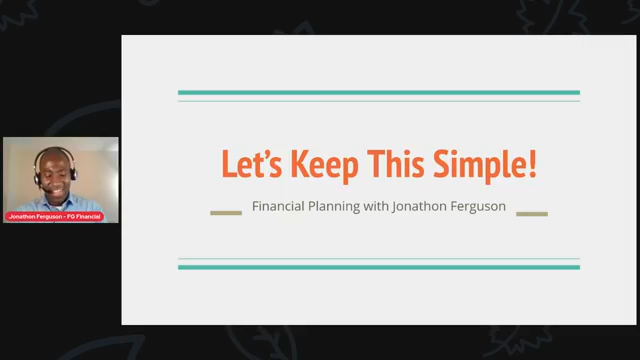 Let's Keep This Simple!
Financial Planning with Jonathon Ferguson
Jonathon Ferguson - FG Financial